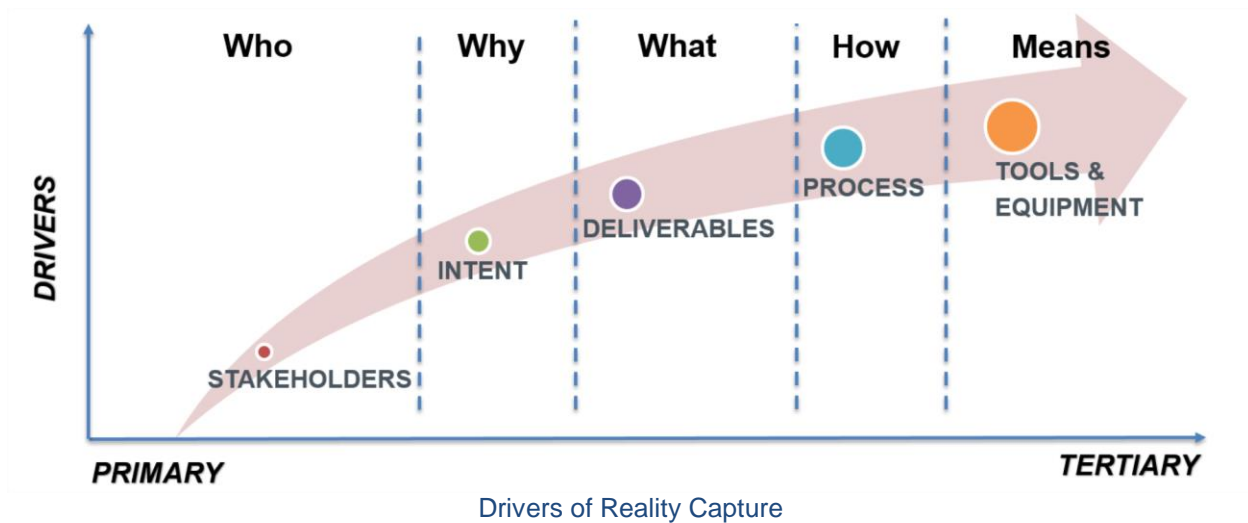 Who Why What How Means
DRIVERS
TOOLS &
EQUIPMENT
PROCESS
DELIVERABLES
INTENT
STAKEHOLDERS
PRIMARY TERTIARY
Drivers of Reality Capture